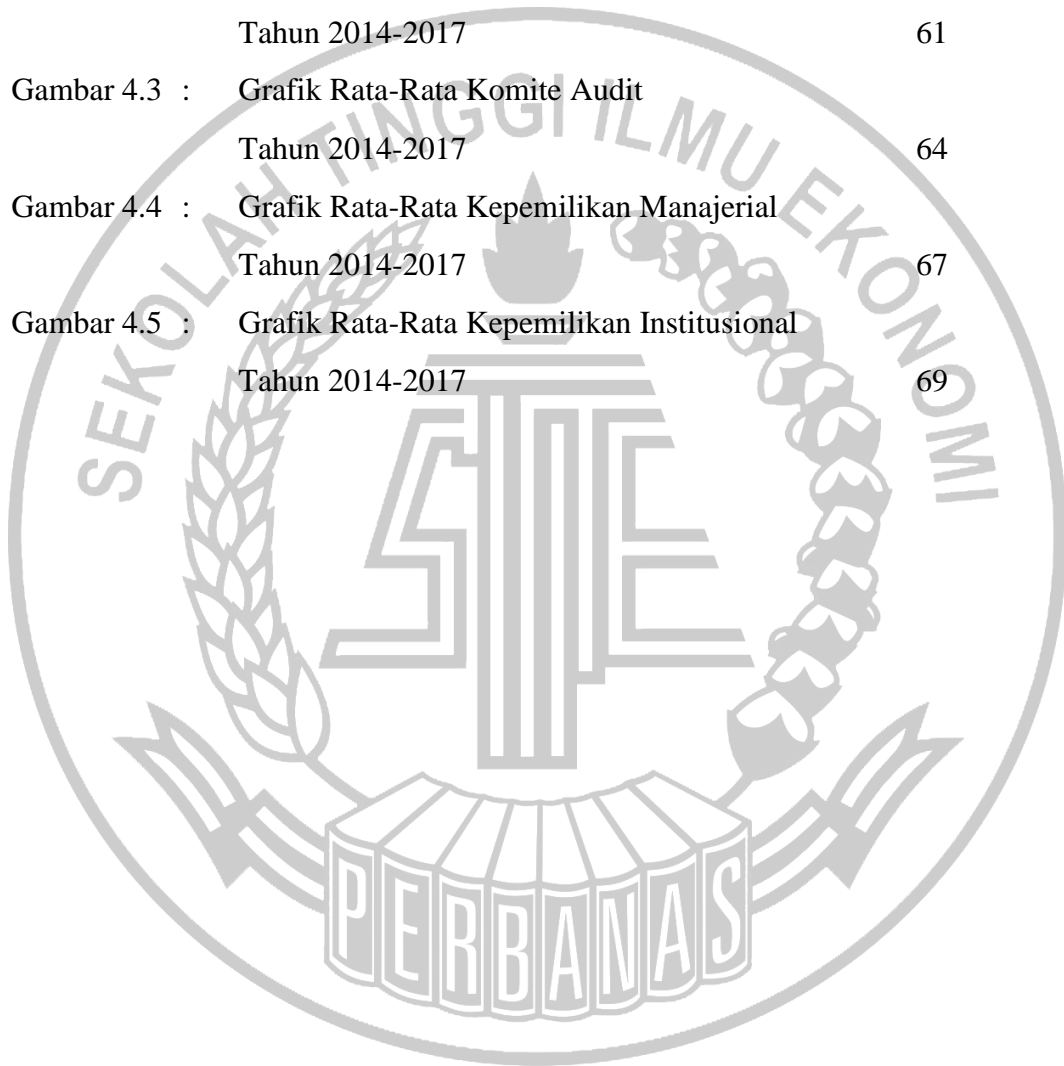 Tahun 2014-2017 61
Gambar 4.3 : Grafik Rata-Rata Komite Audit
Tahun 2014-2017 64
Gambar 4.4 : Grafik Rata-Rata Kepemilikan Manajerial
Tahun 2014-2017 67
Gambar 4.5 : Grafik Rata-Rata Kepemilikan Institusional
Tahun 2014-2017 69
SEKOLAH TINGGI ILMU EKONOMI
STIE
PERBANAS